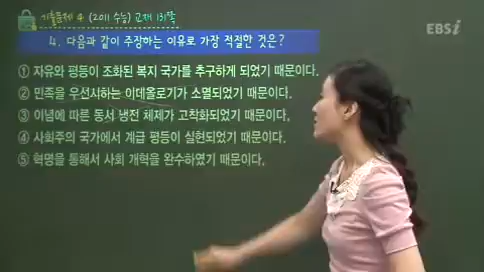 기출문제 4 (2011 수능) 교재 131쪽
EBSi
4. 다음과 같이 주장하는 이유로 가장 적절한 것은?
① 자유와 평등이 조화된 복지 국가를 추구하게 되었기 때문이다.
② 민족을 우선시하는 이데올로기가 소멸되었기 때문이다.
③ 이념에 따른 동서 냉전 체제가 고착화되었기 때문이다.
④ 사회주의 국가에서 계급 평등이 실현되었기 때문이다.
⑤ 혁명을 통해서 사회 개혁을 완수하였기 때문이다.